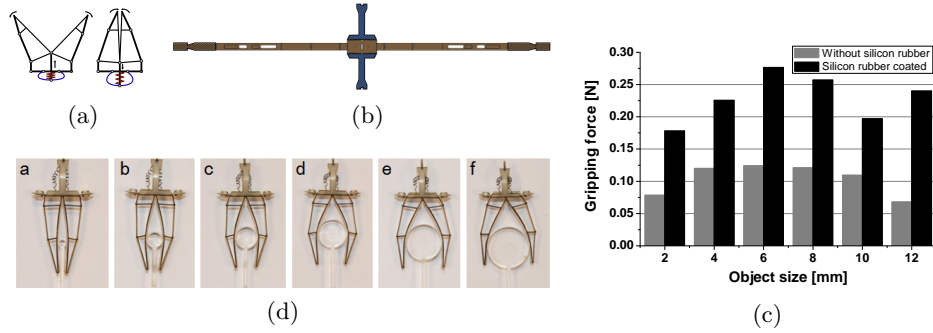 (a)
(b)
a
b
c
d
e
f
(d)
Gripping force [N]
0.30
0.25
0.20
0.15
0.10
0.05
0.00
Without silicon rubber
Silicon rubber coated
2
4
6
8
10
12
Object size [mm]
(c)